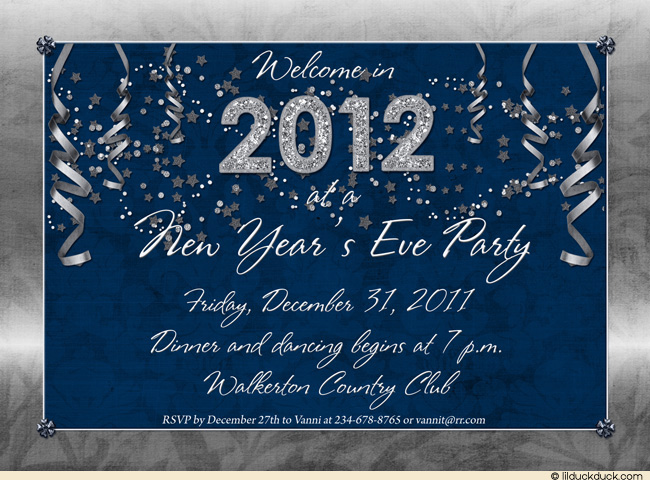 Welcome in
2012
at a
New Year's Eve Party
Friday, December 31, 2011
Dinner and dancing begins at 7 p.m.
Walkerton Country Club
RSVP by December 27th to Vanni at 234-678-8765 or vannit@rr.com
© lilduckduck.com